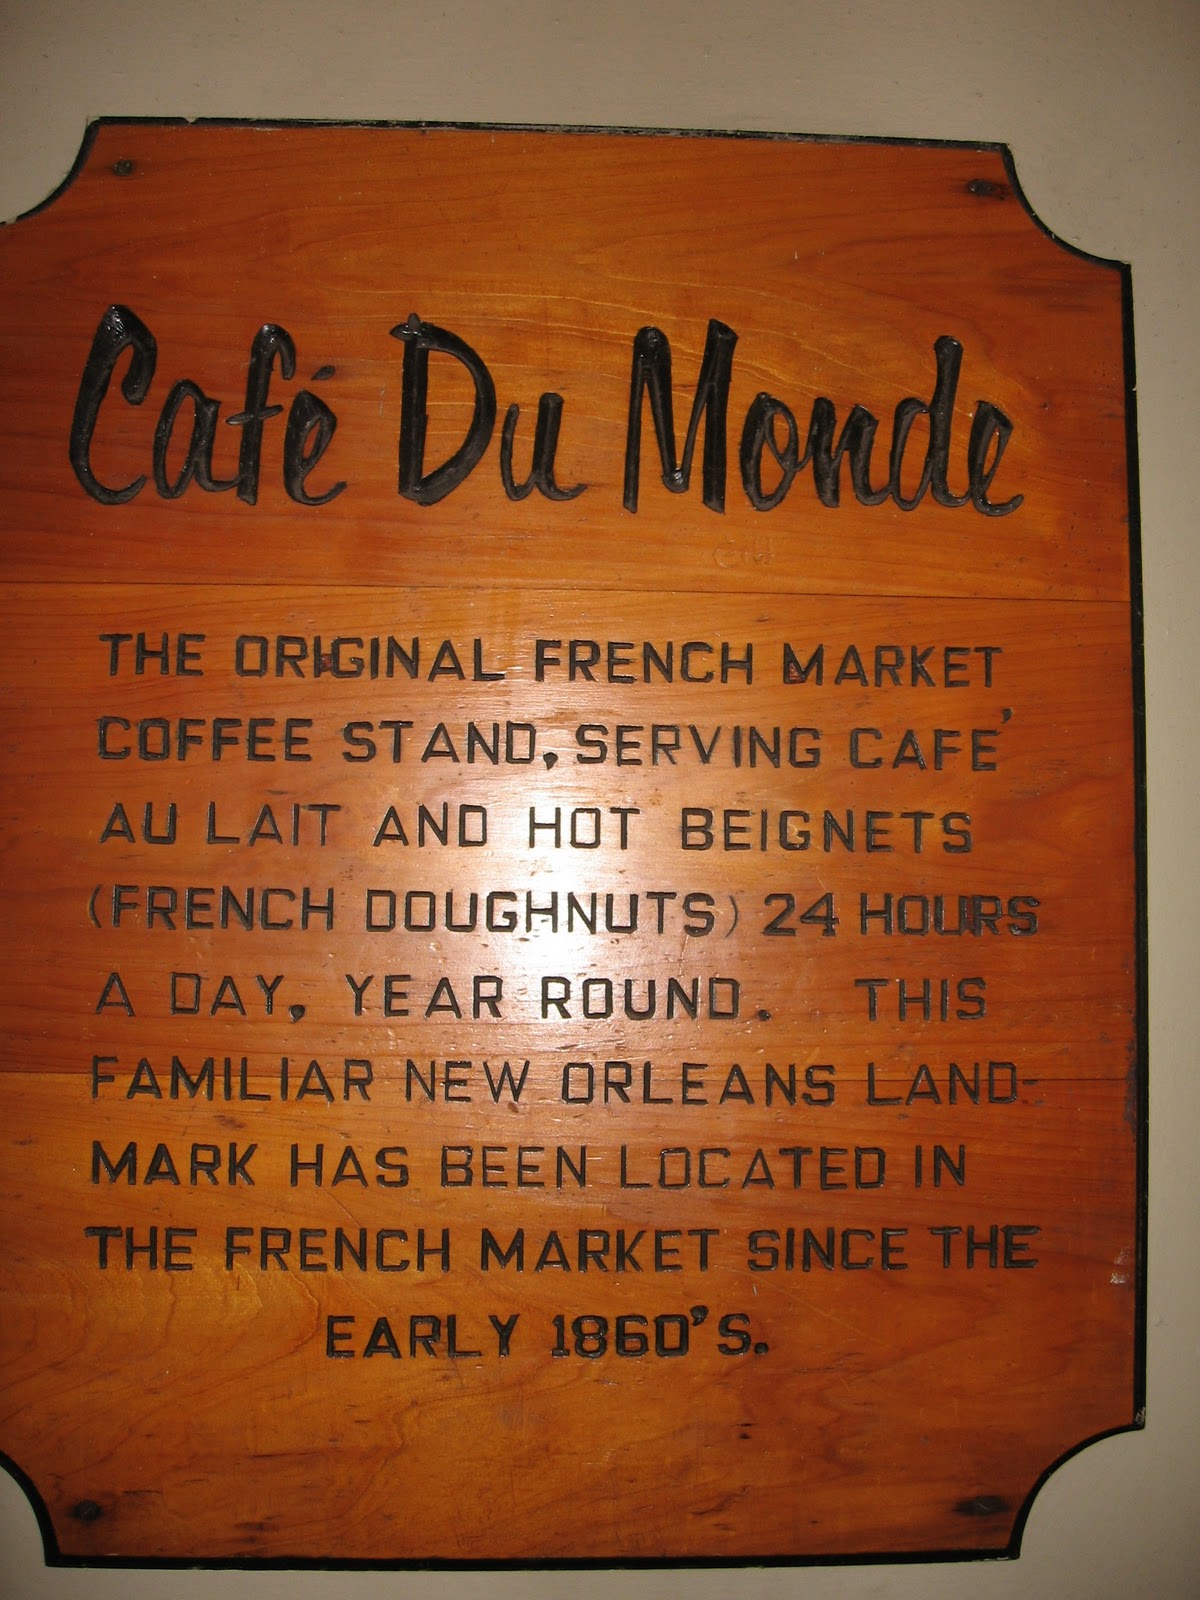 Café Du Monde
THE ORIGINAL FRENCH MARKET
COFFEE STAND, SERVING CAFÉ
AU LAIT AND HOT BEIGNETS
(FRENCH DOUGHNUTS) 24 HOURS
A DAY, YEAR ROUND. THIS
FAMILIAR NEW ORLEANS LAND-
MARK HAS BEEN LOCATED IN
THE FRENCH MARKET SINCE THE
EARLY 1860'S.